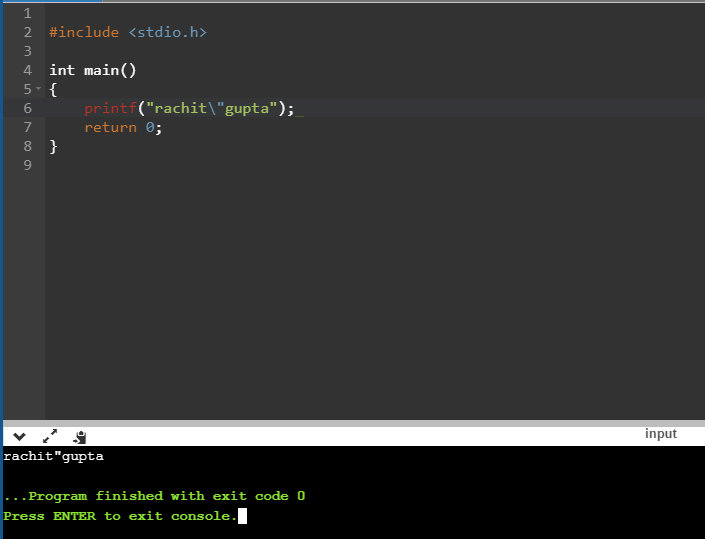 1
2 #include <stdio.h>
3
4 int main()
5 {
6     printf("rachit\"gupta");
7     return 0;
8 }
9
input
rachit"gupta
...Program finished with exit code 0
Press ENTER to exit console.